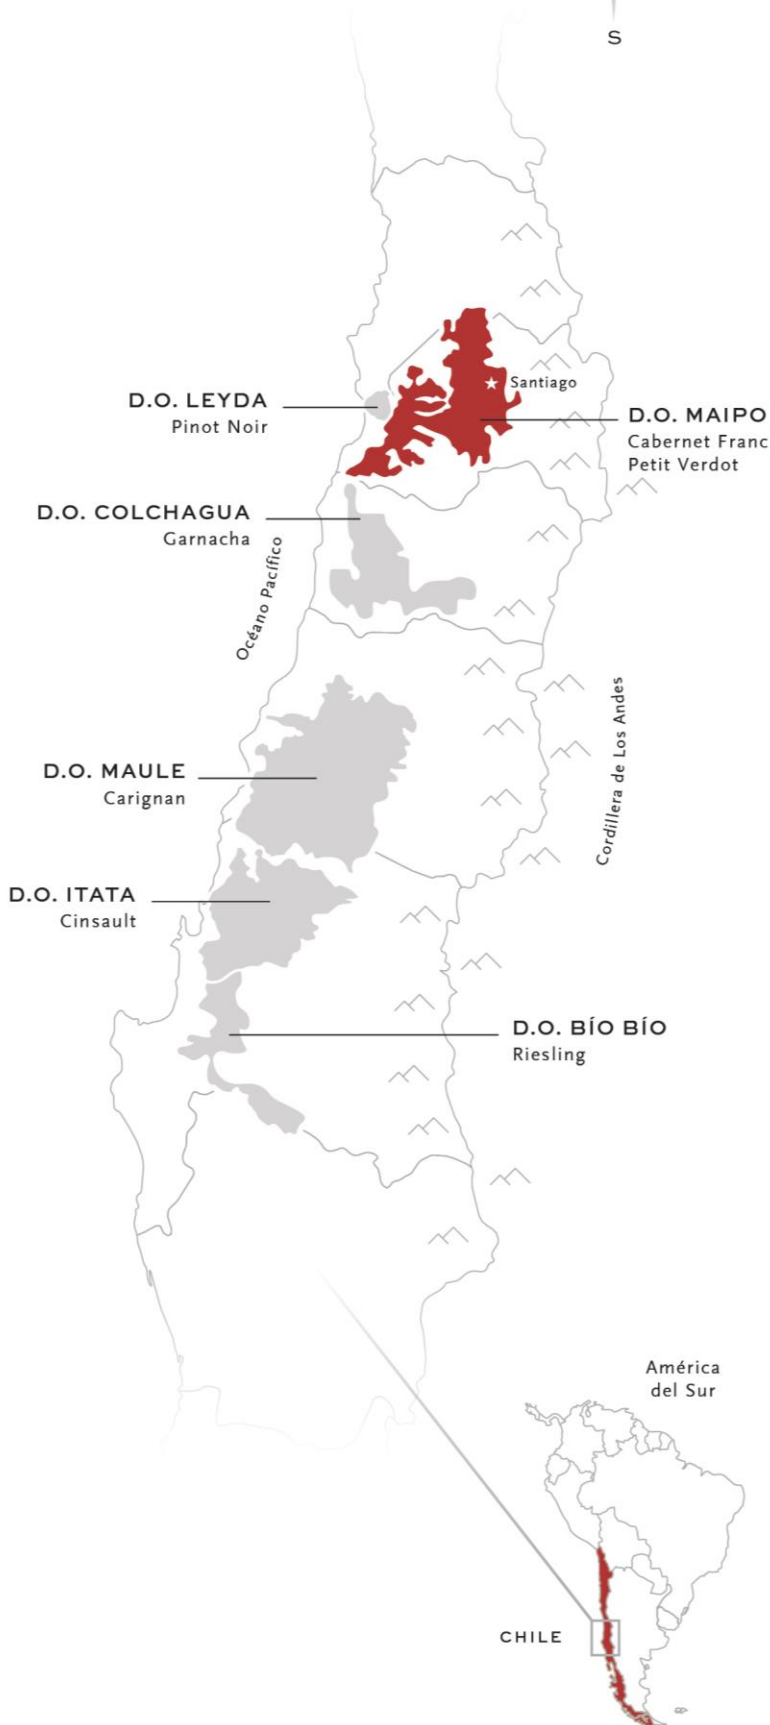 S
Santiago
D.O. LEYDA
Pinot Noir
D.O. MAIPO
Cabernet Franc
Petit Verdot
D.O. COLCHAGUA
Garnacha
Océano Pacífico
Cordillera de Los Andes
D.O. MAULE
Carignan
D.O. ITATA
Cinsault
D.O. BÍO BÍO
Riesling
América
del Sur
CHILE